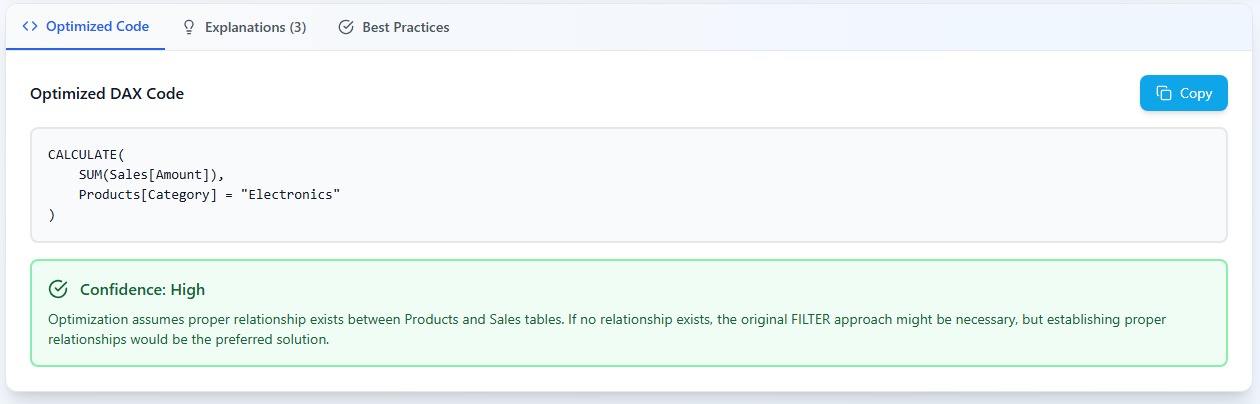 Optimized Code Explanations (3) Best Practices
Optimized DAX Code
Copy
CALCULATE(
    SUM(Sales[Amount]),
    Products[Category] = "Electronics"
)
Confidence: High
Optimization assumes proper relationship exists between Products and Sales tables. If no relationship exists, the original FILTER approach might be necessary, but establishing proper
relationships would be the preferred solution.